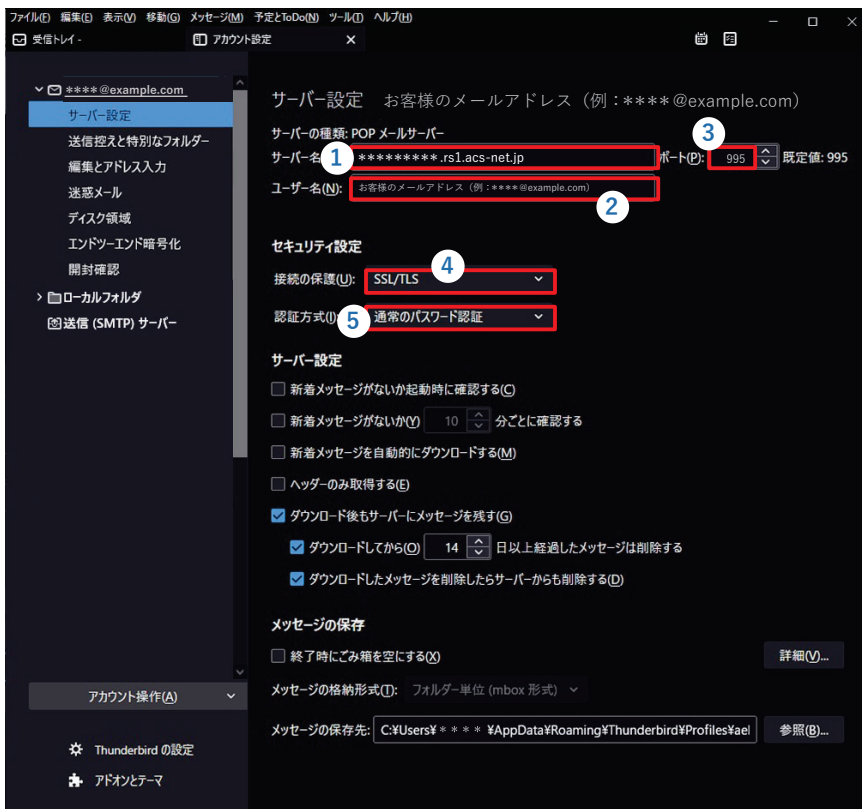 ファイル(F) 編集(E) 表示(V) 移動(G) メッセージ(M) 予定とToDo(N) ツール(T) ヘルプ(H)
受信トレイ - アカウント設定
****@example.com
サーバー設定
送信控えと特別なフォルダー
編集とアドレス入力
迷惑メール
ディスク領域
エンドツーエンド暗号化
開封確認
ローカルフォルダ
送信 (SMTP) サーバー
アカウント操作(A)
Thunderbird の設定
アドオンとテーマ
サーバー設定 お客様のメールアドレス（例：****@example.com）
サーバーの種類: POP メールサーバー
サーバー名 1 *********.rs1.acs-net.jp ポート(P): 3 995 既定値: 995
ユーザー名(N): お客様のメールアドレス（例：****@example.com） 2
セキュリティ設定
接続の保護(U): 4 SSL/TLS
認証方式(I): 5 通常のパスワード認証
サーバー設定
新着メッセージがないか起動時に確認する(C)
新着メッセージがないか(Y) 10 分ごとに確認する
新着メッセージを自動的にダウンロードする(M)
ヘッダーのみ取得する(E)
ダウンロード後もサーバーにメッセージを残す(G)
ダウンロードしてから(O) 14 日以上経過したメッセージは削除する
ダウンロードしたメッセージを削除したらサーバーからも削除する(D)
メッセージの保存
終了時にごみ箱を空にする(X) 詳細(V)...
メッセージの格納形式(T): フォルダー単位 (mbox 形式)
メッセージの保存先: C:¥Users¥＊＊＊＊ ¥AppData¥Roaming¥Thunderbird¥Profiles¥ael 参照(B)...